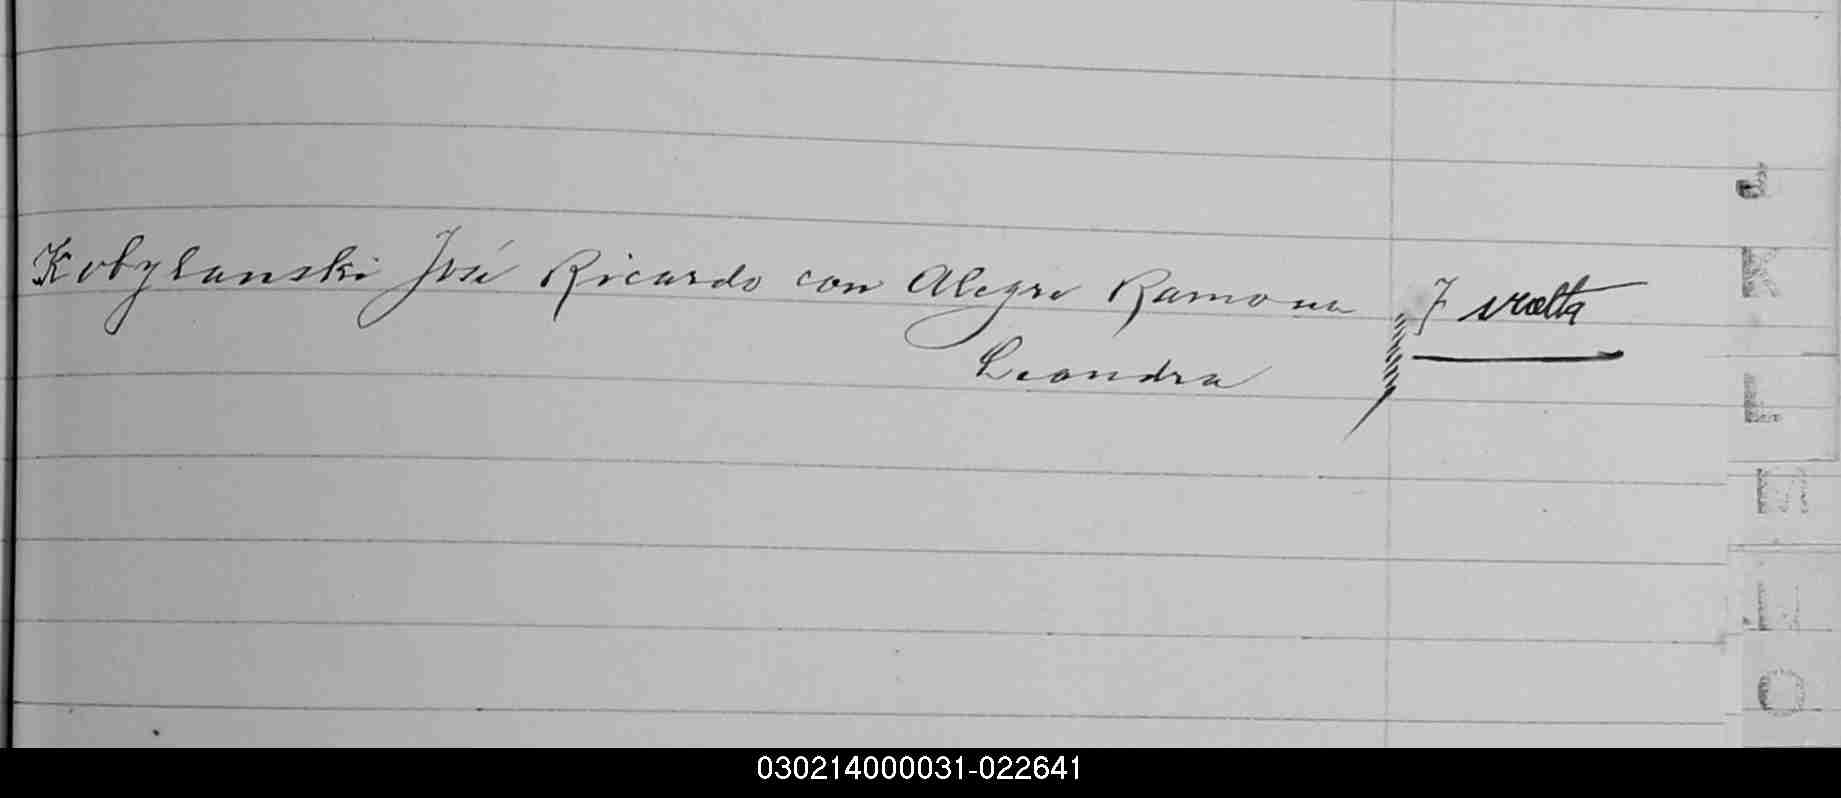 Kobylanski José Ricardo con Alegre Ramona 7 vuelta
Leandra
J
K
L
M
O
030214000031-022641